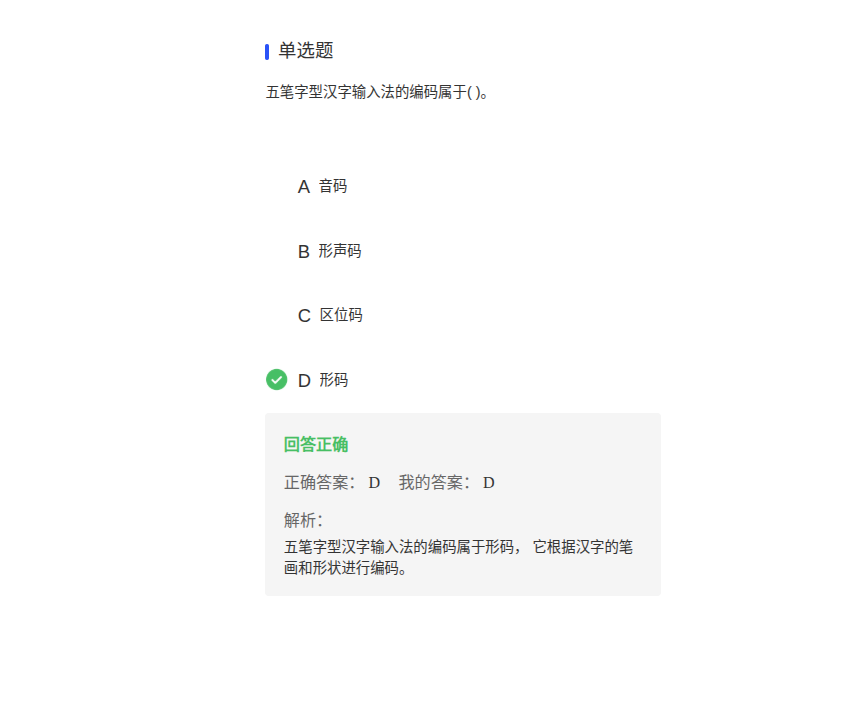 单选题
五笔字型汉字输入法的编码属于( )。
A 音码
B 形声码
C 区位码
D 形码
回答正确
正确答案： D 我的答案： D
解析：
五笔字型汉字输入法的编码属于形码， 它根据汉字的笔
画和形状进行编码。